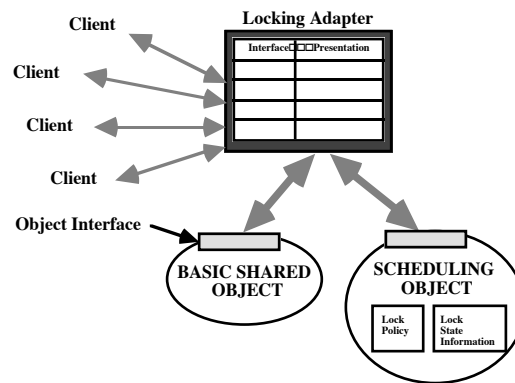 Locking Adapter
Client
Interface□□□Presentation
Client
Client
Client
Object Interface
BASIC SHARED
OBJECT
SCHEDULING
OBJECT
Lock
Policy
Lock
State
Information